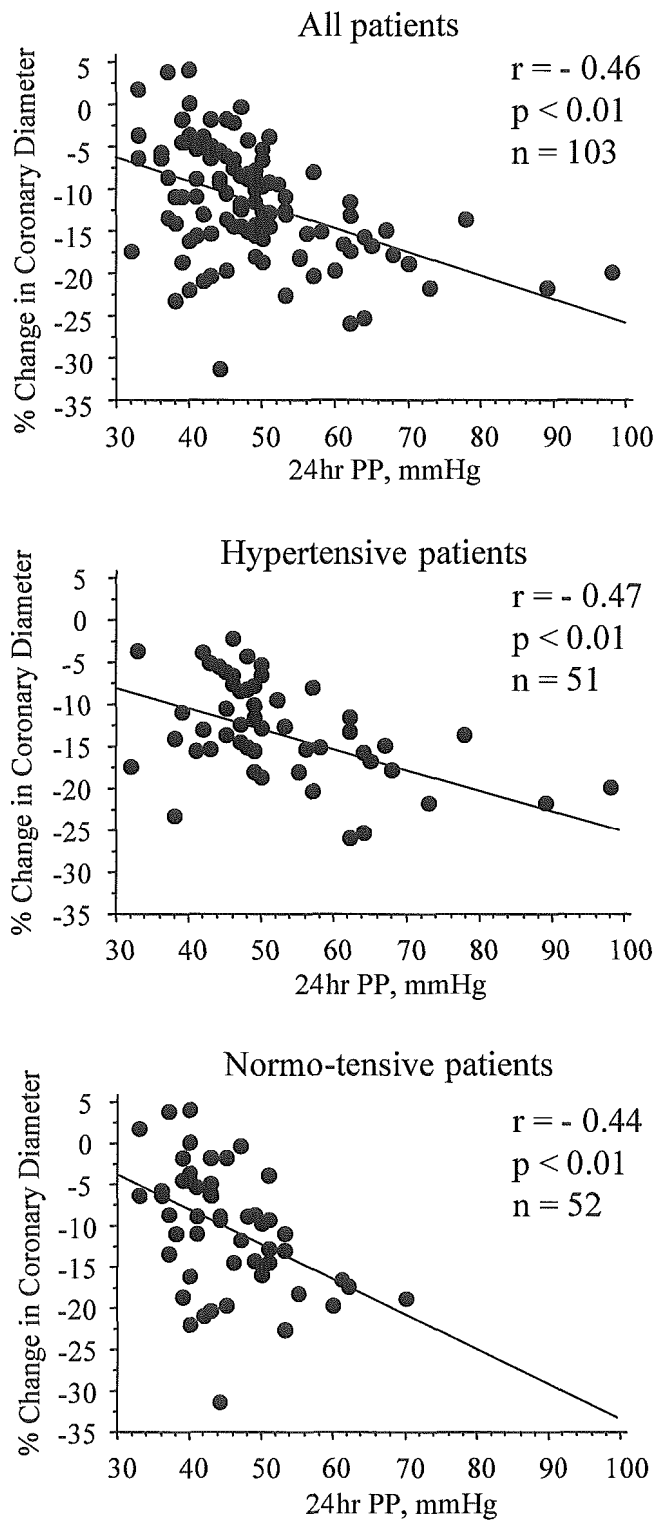 All patients
r = - 0.46
p < 0.01
n = 103
% Change in Coronary Diameter
5
0
-5
-10
-15
-20
-25
-30
-35
30 40 50 60 70 80 90 100
24hr PP, mmHg
Hypertensive patients
r = - 0.47
p < 0.01
n = 51
% Change in Coronary Diameter
5
0
-5
-10
-15
-20
-25
-30
-35
30 40 50 60 70 80 90 100
24hr PP, mmHg
Normo-tensive patients
r = - 0.44
p < 0.01
n = 52
% Change in Coronary Diameter
5
0
-5
-10
-15
-20
-25
-30
-35
30 40 50 60 70 80 90 100
24hr PP, mmHg